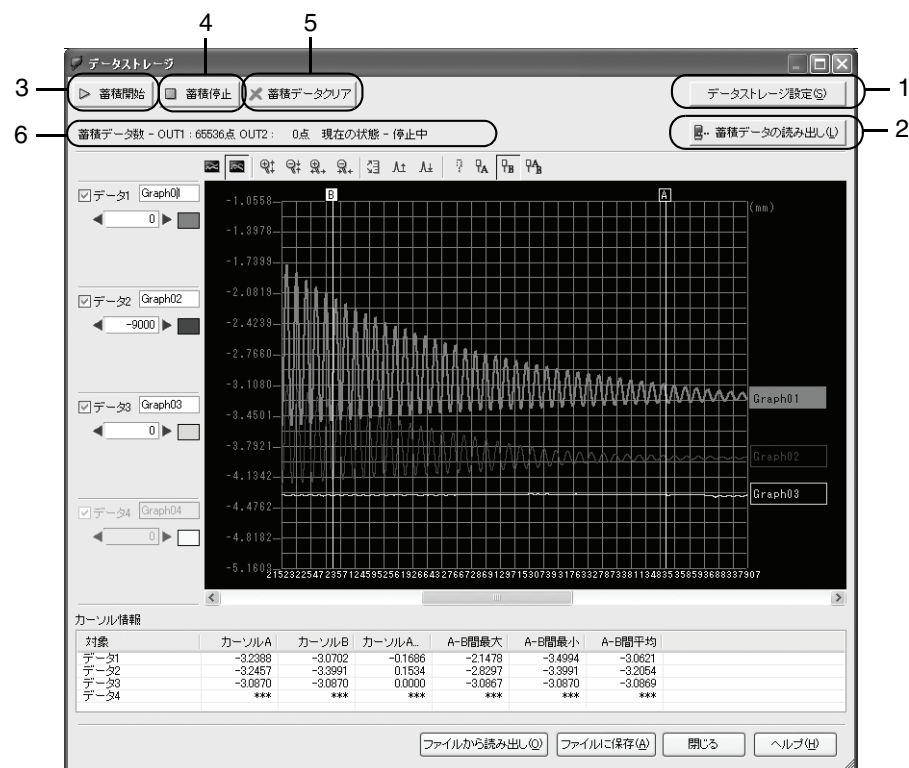 4
5
データストレージ
3
蓄積開始
蓄積停止
蓄積データクリア
データストレージ設定(S)
1
6
蓄積データ数 - OUT1 : 65536点 OUT2 : 0点 現在の状態 - 停止中
蓄積データの読み出し(L)
2
データ1 Graph01
0
データ2 Graph02
-9000
データ3 Graph03
0
データ4 Graph04
0
B
A
(mm)
-1.0558
-1.3978
-1.7399
-2.0819
-2.4239
-2.7660
-3.1080
-3.4501
-3.7921
-4.1342
-4.4762
-4.8182
-5.1603
Graph01
Graph02
Graph03
カーソル情報
対象 カーソルA カーソルB カーソルA... A-B間最大 A-B間最小 A-B間平均
データ1 -3.2388 -3.0702 -0.1686 -2.1478 -3.4994 -3.0621
データ2 -3.2457 -3.3991 0.1534 -2.8297 -3.3991 -3.2054
データ3 -3.0870 -3.0870 0.0000 -3.0867 -3.0870 -3.0869
データ4 *** *** *** *** *** ***
ファイルから読み出し(O)
ファイルに保存(A)
閉じる
ヘルプ(H)